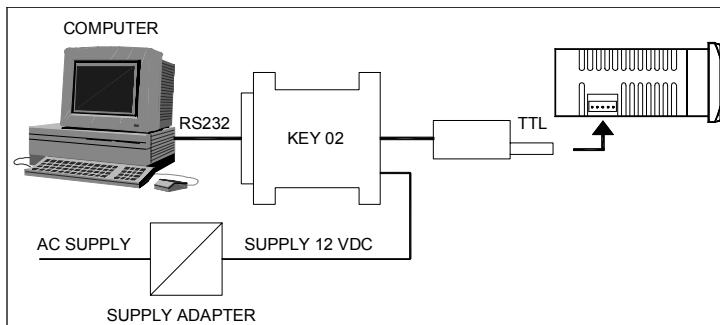 COMPUTER
RS232
KEY 02
TTL
AC SUPPLY
SUPPLY 12 VDC
SUPPLY ADAPTER